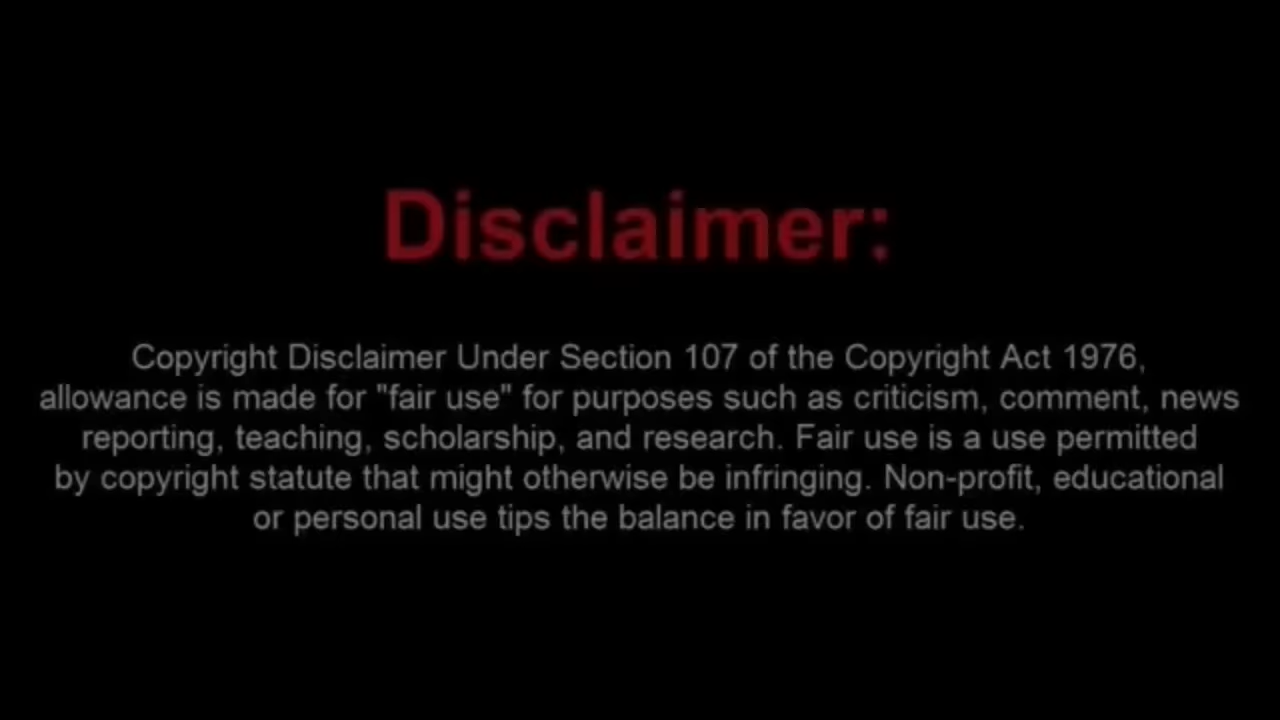 Disclaimer:
Copyright Disclaimer Under Section 107 of the Copyright Act 1976,
allowance is made for "fair use" for purposes such as criticism, comment, news
reporting, teaching, scholarship, and research. Fair use is a use permitted
by copyright statute that might otherwise be infringing. Non-profit, educational
or personal use tips the balance in favor of fair use.